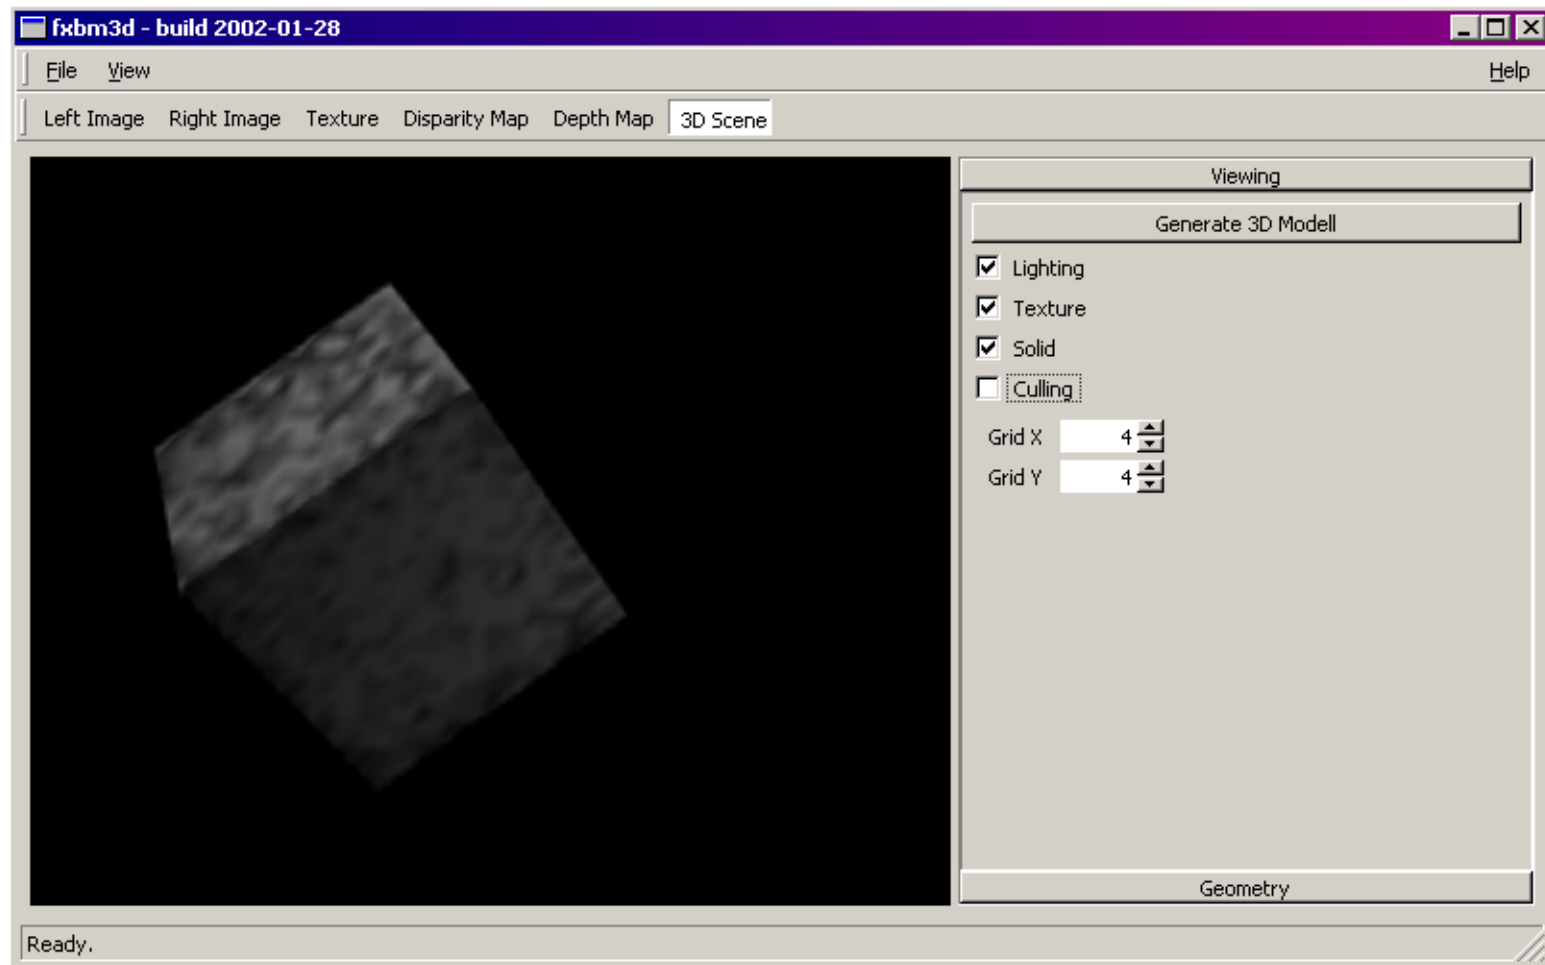 fxbm3d - build 2002-01-28
File View Help
Left Image Right Image Texture Disparity Map Depth Map 3D Scene
Viewing
Generate 3D Modell
Lighting
Texture
Solid
Culling
Grid X 4
Grid Y 4
Geometry
Ready.